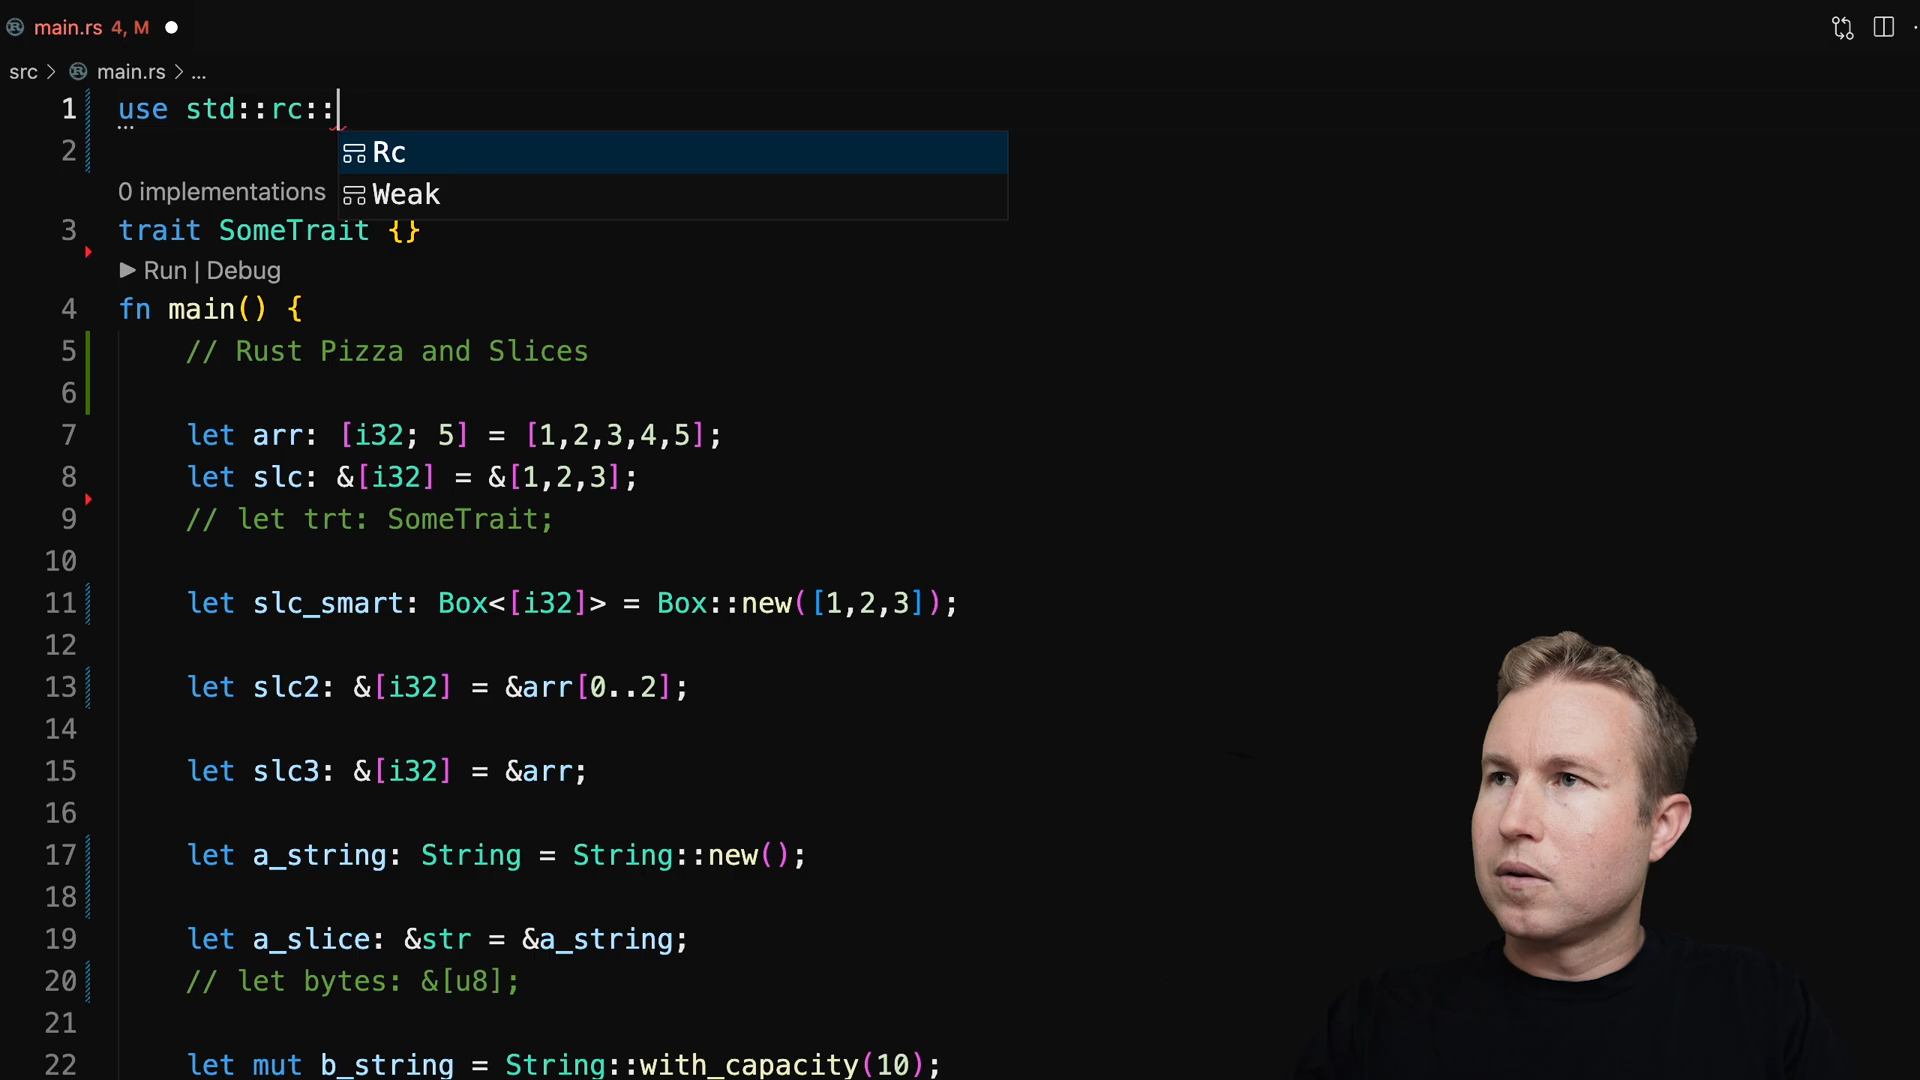 main.rs 4, M
src > main.rs > ...
1 use std::rc::
Rc
2
Weak
0 implementations
3 trait SomeTrait {}
Run | Debug
4 fn main() {
5 // Rust Pizza and Slices
6
7 let arr: [i32; 5] = [1,2,3,4,5];
8 let slc: &[i32] = &[1,2,3];
9 // let trt: SomeTrait;
10
11 let slc_smart: Box<[i32]> = Box::new([1,2,3]);
12
13 let slc2: &[i32] = &arr[0..2];
14
15 let slc3: &[i32] = &arr;
16
17 let a_string: String = String::new();
18
19 let a_slice: &str = &a_string;
20 // let bytes: &[u8];
21
22 let mut b_string = String::with_capacity(10);